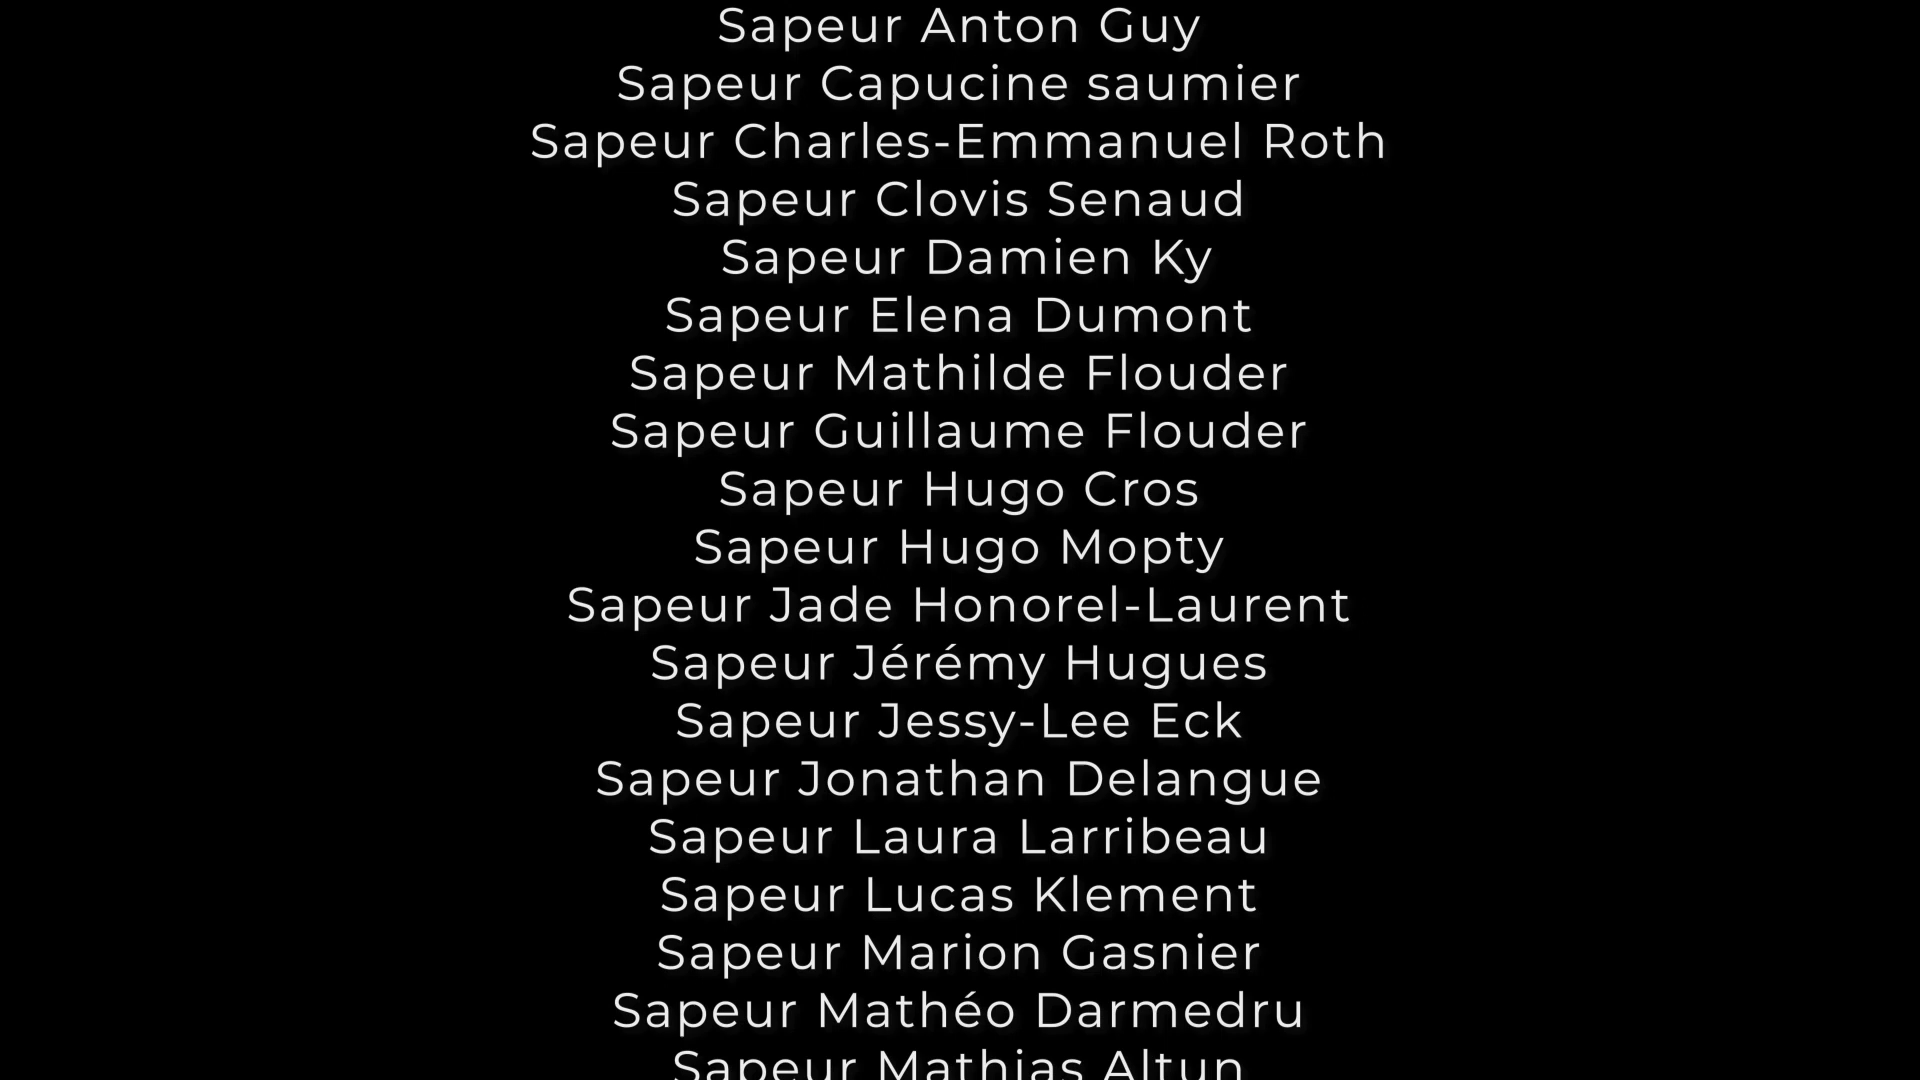 Sapeur Anton Guy
Sapeur Capucine saumier
Sapeur Charles-Emmanuel Roth
Sapeur Clovis Senaud
Sapeur Damien Ky
Sapeur Elena Dumont
Sapeur Mathilde Flouder
Sapeur Guillaume Flouder
Sapeur Hugo Cros
Sapeur Hugo Mopty
Sapeur Jade Honorel-Laurent
Sapeur Jérémy Hugues
Sapeur Jessy-Lee Eck
Sapeur Jonathan Delangue
Sapeur Laura Larribeau
Sapeur Lucas Klement
Sapeur Marion Gasnier
Sapeur Mathéo Darmedru
Sapeur Mathias Altun